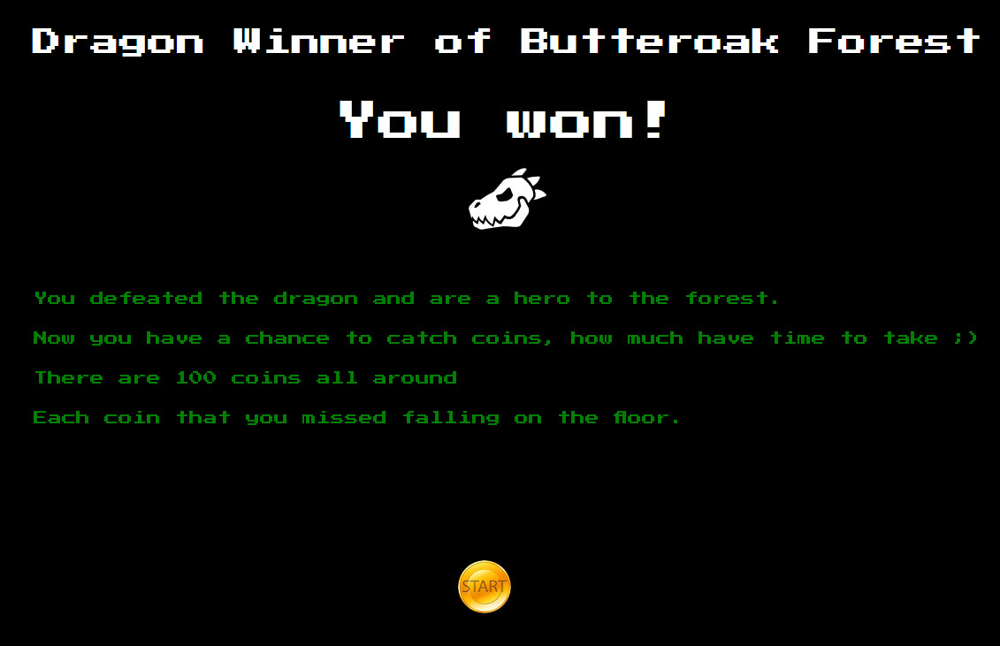 Dragon Winner of Butteroak Forest
You won!
You defeated the dragon and are a hero to the forest.
Now you have a chance to catch coins, how much have time to take ;)
There are 100 coins all around
Each coin that you missed falling on the floor.
START